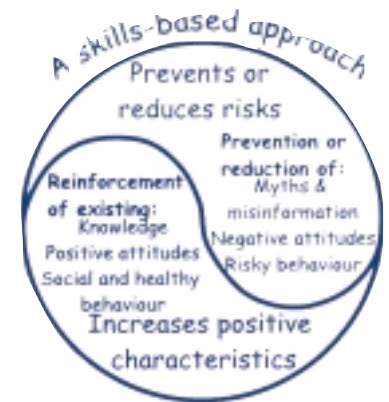 A skills-based approach
Prevents or
reduces risks
Prevention or
reduction of:
Myths &
misinformation
Negative attitudes
Risky behaviour
Reinforcement
of existing:
Knowledge
Positive attitudes
Social and healthy
behaviour
Increases positive
characteristics